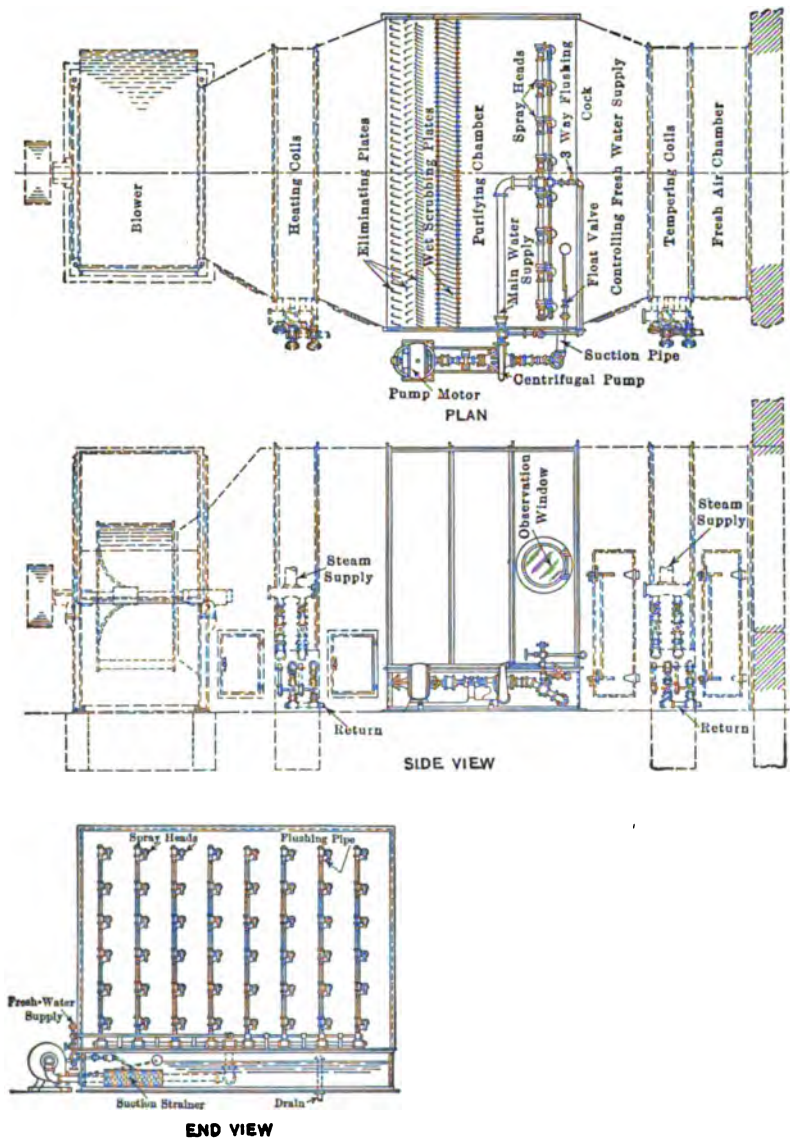 Blower
Heating Coils
Eliminating Plates
Wet Scrubbing Plates
Purifying Chamber
Main Water
Supply
Spray Heads
3 Way Flushing
Cock
Float Valve
Controlling Fresh Water Supply
Tempering Coils
Fresh Air Chamber
Suction Pipe
Centrifugal Pump
Pump Motor
PLAN
Steam
Supply
Observation
Window
Steam
Supply
Return
Return
SIDE VIEW
Spray Heads
Flushing Pipe
Fresh-Water
Supply
Suction Strainer
Drain
END VIEW